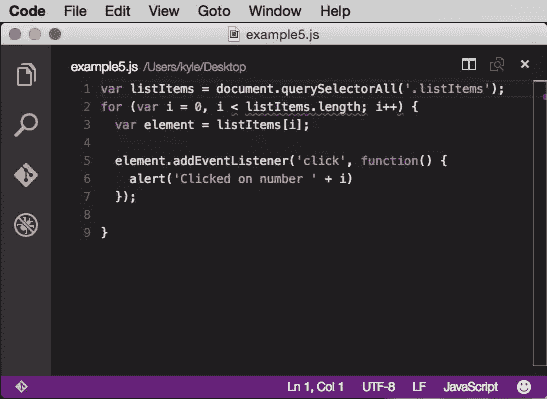 Code File Edit View Goto Window Help
example5.js
example5.js /Users/kyle/Desktop
1 var listItems = document.querySelectorAll('.listItems');
2 for (var i = 0, i < listItems.length; i++) {
3   var element = listItems[i];
4
5   element.addEventListener('click', function() {
6     alert('Clicked on number ' + i)
7   });
8
9 }
Ln 1, Col 1 UTF-8 LF JavaScript